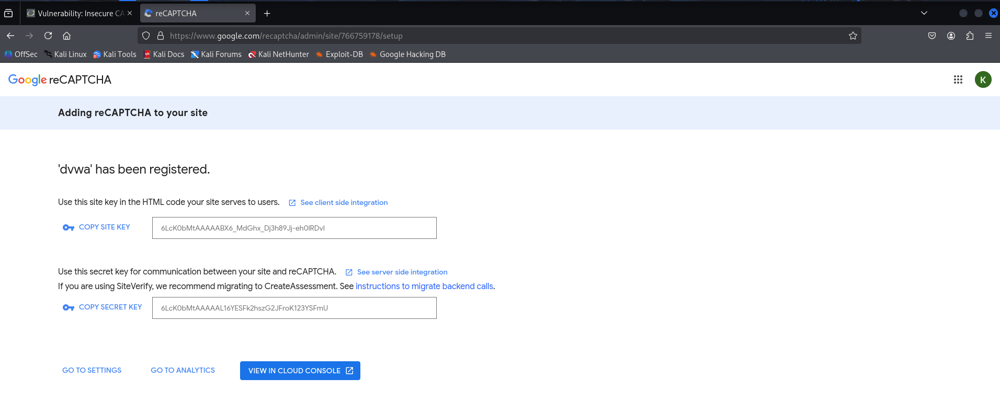 Vulnerability: Insecure CA
reCAPTCHA
https://www.google.com/recaptcha/admin/site/766759178/setup
OffSec Kali Linux Kali Tools Kali Docs Kali Forums Kali NetHunter Exploit-DB Google Hacking DB
Google reCAPTCHA
K
Adding reCAPTCHA to your site
'dvwa' has been registered.
Use this site key in the HTML code your site serves to users. See client side integration
COPY SITE KEY 6LcK0bMtAAAAABX6_MdGhx_Dj3h89Jj-eh0lRDvl
Use this secret key for communication between your site and reCAPTCHA. See server side integration
If you are using SiteVerify, we recommend migrating to CreateAssessment. See instructions to migrate backend calls.
COPY SECRET KEY 6LcK0bMtAAAAAL16YESFk2hszG2JFroK123YSFmU
GO TO SETTINGS GO TO ANALYTICS VIEW IN CLOUD CONSOLE